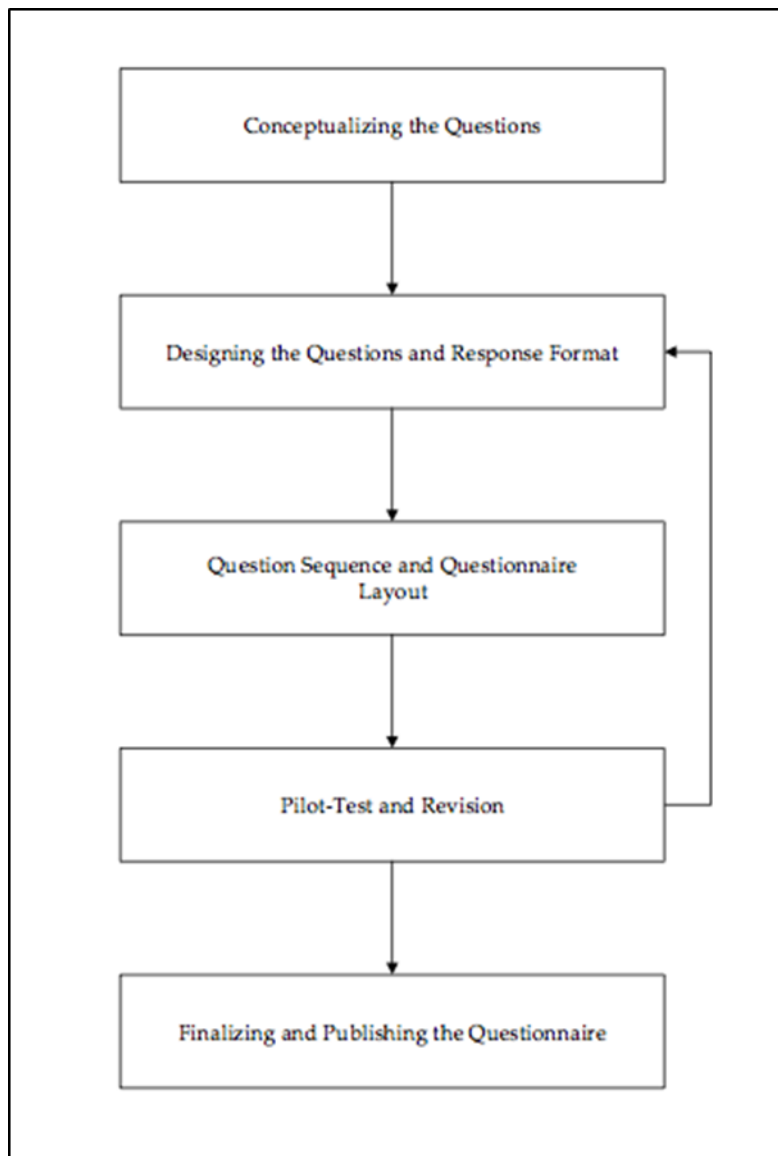 Conceptualizing the Questions
Designing the Questions and Response Format
Question Sequence and Questionnaire
Layout
Pilot-Test and Revision
Finalizing and Publishing the Questionnaire